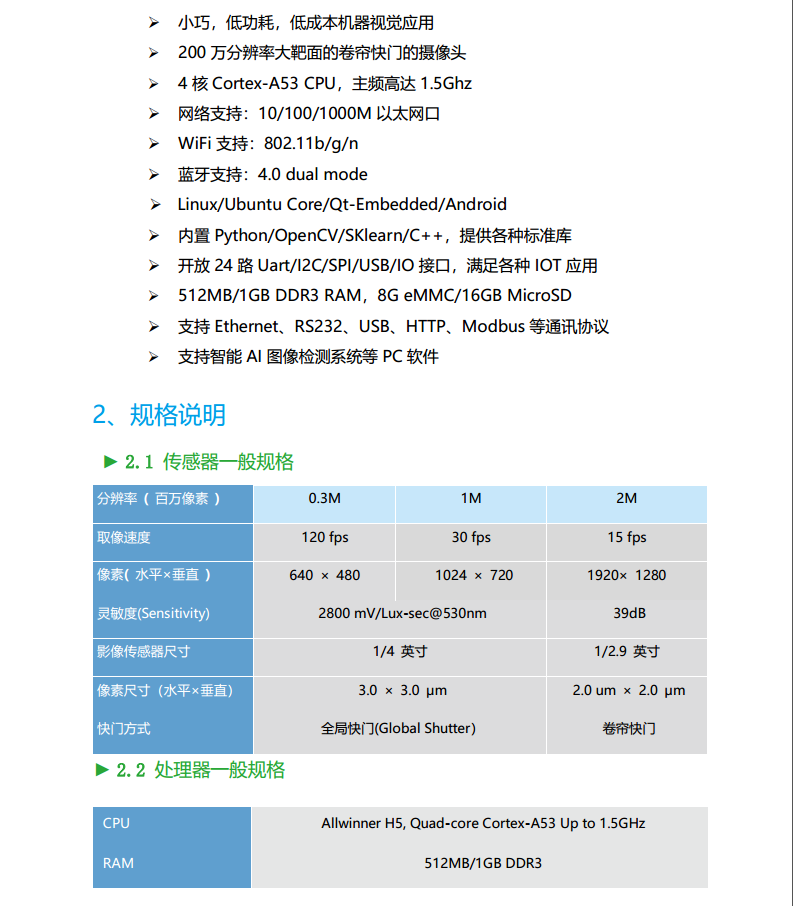 ➢ 小巧，低功耗，低成本机器视觉应用
➢ 200 万分辨率大靶面的卷帘快门的摄像头
➢ 4 核 Cortex-A53 CPU，主频高达 1.5Ghz
➢ 网络支持：10/100/1000M 以太网口
➢ WiFi 支持：802.11b/g/n
➢ 蓝牙支持：4.0 dual mode
➢ Linux/Ubuntu Core/Qt-Embedded/Android
➢ 内置 Python/OpenCV/SKlearn/C++，提供各种标准库
➢ 开放 24 路 Uart/I2C/SPI/USB/IO 接口，满足各种 IOT 应用
➢ 512MB/1GB DDR3 RAM，8G eMMC/16GB MicroSD
➢ 支持 Ethernet、RS232、USB、HTTP、Modbus 等通讯协议
➢ 支持智能 AI 图像检测系统等 PC 软件
2、规格说明
►2.1 传感器一般规格
分辨率 ( 百万像素 ) 0.3M 1M 2M
取像速度 120 fps 30 fps 15 fps
像素( 水平×垂直 ) 640 × 480 1024 × 720 1920× 1280
灵敏度(Sensitivity) 2800 mV/Lux-sec@530nm 39dB
影像传感器尺寸 1/4 英寸 1/2.9 英寸
像素尺寸（水平×垂直） 3.0 × 3.0 μm 2.0 um × 2.0 μm
快门方式 全局快门(Global Shutter) 卷帘快门
►2.2 处理器一般规格
CPU Allwinner H5, Quad-core Cortex-A53 Up to 1.5GHz
RAM 512MB/1GB DDR3